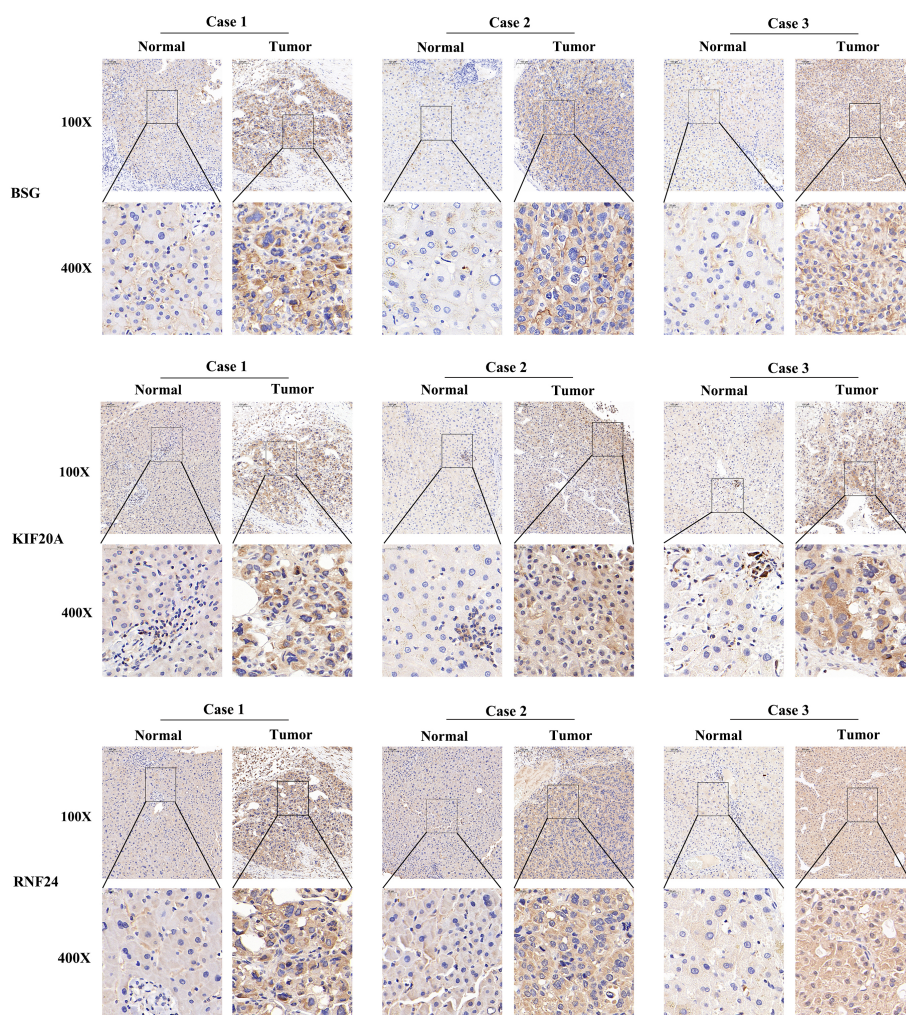 Case 1
Case 2
Case 3
Normal
Tumor
Normal
Tumor
Normal
Tumor
100X
BSG
400X
Case 1
Case 2
Case 3
Normal
Tumor
Normal
Tumor
Normal
Tumor
100X
KIF20A
400X
Case 1
Case 2
Case 3
Normal
Tumor
Normal
Tumor
Normal
Tumor
100X
RNF24
400X